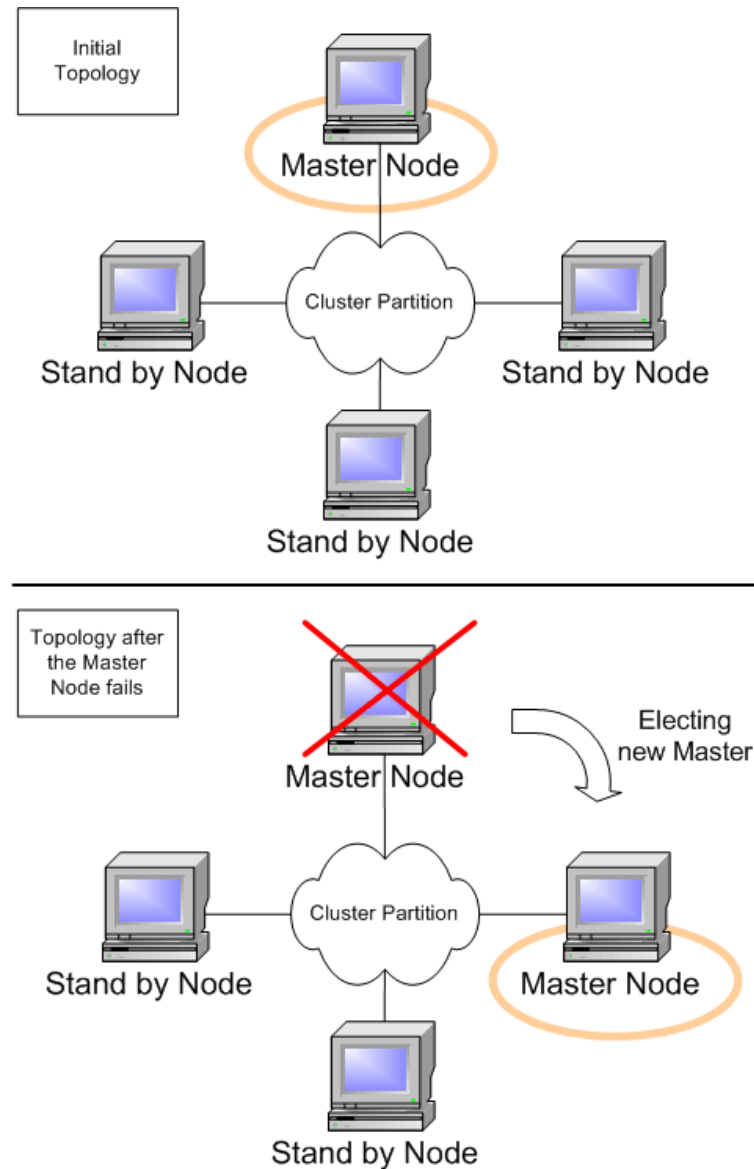 Initial
Topology
Master Node
Cluster Partition
Stand by Node
Stand by Node
Stand by Node
Topology after
the Master
Node fails
Electing
new Master
Master Node
Cluster Partition
Stand by Node
Master Node
Stand by Node